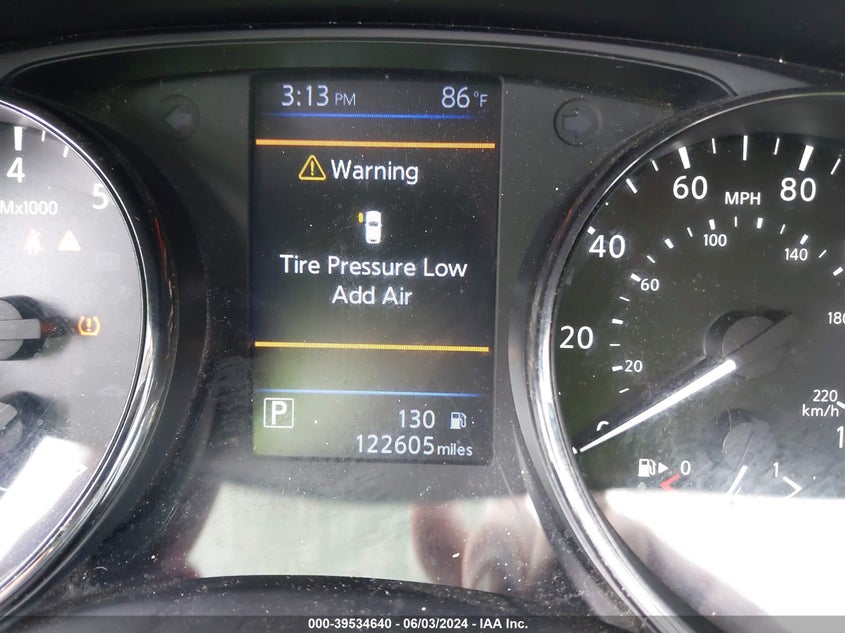 3:13 PM 86°F
Warning
Tire Pressure Low
Add Air
P 130
122605 miles
4
5
x1000
20
40
60
80
MPH
20
60
100
140
180
220
km/h
0
1
000-39534640 - 06/03/2024 - IAA Inc.